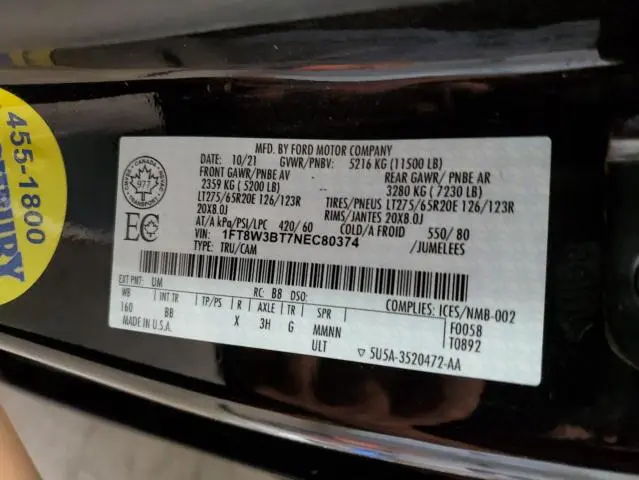 455-1800
MFD. BY FORD MOTOR COMPANY
DATE: 10/21 GVWR/PNBV: 5216 KG (11500 LB)
FRONT GAWR/PNBE AV REAR GAWR/ PNBE AR
2359 KG ( 5200 LB) 3280 KG ( 7230 LB)
LT275/65R20E 126/123R TIRES/PNEUS LT275/65R20E 126/123R
20X8.0J RIMS/JANTES 20X8.0J
AT/A kPa/PSI/LPC 420/60 COLD/A FROID 550/ 80
VIN: 1FT8W3BT7NEC80374 /JUMELEES
TYPE: TRU/CAM
CANADA
977
TRANSPORT
EC
EXT PNT: UM RC: BB DSO: COMPLIES: ICES/NMB-002
WB INT TR TP/PS R AXLE TR SPR F0058
160 BB X 3H G MMNN T0892
MADE IN U.S.A. ULT ▽ 5U5A-3520472-AA